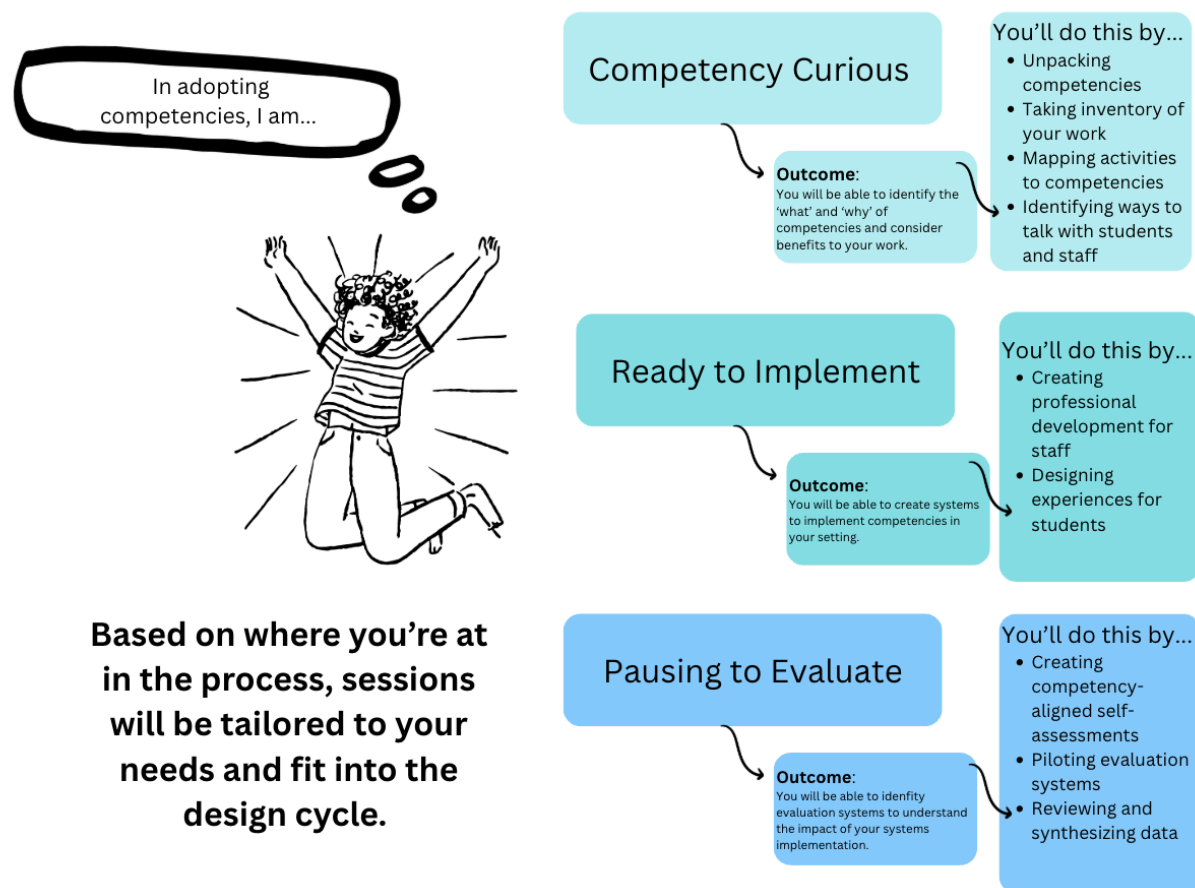 In adopting
competencies, I am...
Based on where you’re at
in the process, sessions
will be tailored to your
needs and fit into the
design cycle.
Competency Curious
Outcome:
You will be able to identify the
‘what’ and ‘why’ of
competencies and consider
benefits to your work.
You’ll do this by...
• Unpacking
competencies
• Taking inventory of
your work
• Mapping activities
to competencies
• Identifying ways to
talk with students
and staff
Ready to Implement
Outcome:
You will be able to create systems
to implement competencies in
your setting.
You’ll do this by...
• Creating
professional
development for
staff
• Designing
experiences for
students
Pausing to Evaluate
Outcome:
You will be able to idenfity
evaluation systems to understand
the impact of your systems
implementation.
You’ll do this by...
• Creating
competency-
aligned self-
assessments
• Piloting evaluation
systems
• Reviewing and
synthesizing data